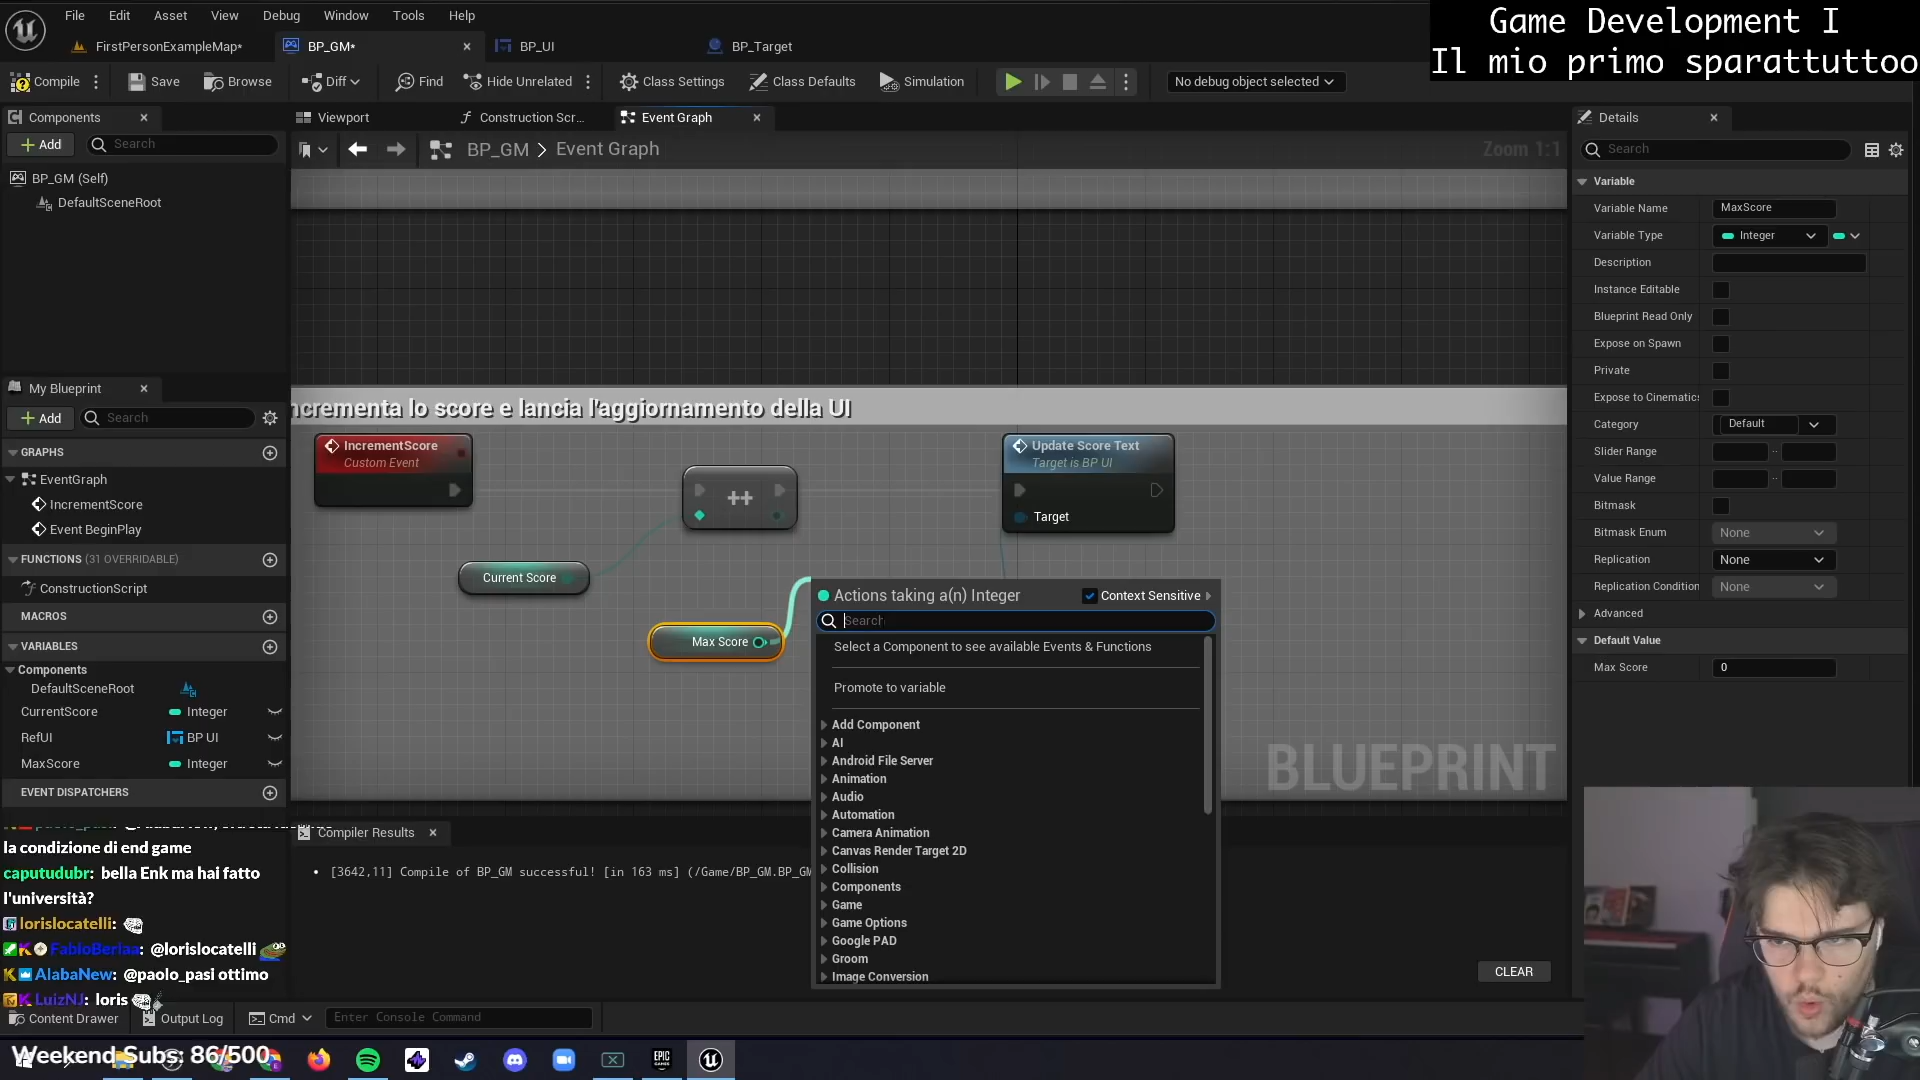 File Edit Asset View Debug Window Tools Help
Game Development I
Il mio primo sparattuttoo
FirstPersonExampleMap*
BP_GM*
BP_UI
BP_Target
Compile
Save
Browse
Diff
Find
Hide Unrelated
Class Settings
Class Defaults
Simulation
No debug object selected
Components
Add
Search
BP_GM (Self)
DefaultSceneRoot
Viewport
Construction Scr...
Event Graph
BP_GM > Event Graph
Zoom 1:1
ncrementa lo score e lancia l'aggiornamento della UI
IncrementScore
Custom Event
++
Current Score
Max Score
Update Score Text
Target is BP UI
Target
Actions taking a(n) Integer
Context Sensitive
Search
Select a Component to see available Events & Functions
Promote to variable
Add Component
AI
Android File Server
Animation
Audio
Automation
Camera Animation
Canvas Render Target 2D
Collision
Components
Game
Game Options
Google PAD
Groom
Image Conversion
BLUEPRINT
My Blueprint
Add
Search
GRAPHS
EventGraph
IncrementScore
Event BeginPlay
FUNCTIONS (31 OVERRIDABLE)
ConstructionScript
MACROS
VARIABLES
Components
DefaultSceneRoot
CurrentScore Integer
RefUI BP UI
MaxScore Integer
EVENT DISPATCHERS
Details
Search
Variable
Variable Name MaxScore
Variable Type Integer
Description
Instance Editable
Blueprint Read Only
Expose on Spawn
Private
Expose to Cinematics
Category Default
Slider Range
Value Range
Bitmask
Bitmask Enum None
Replication None
Replication Condition None
Advanced
Default Value
Max Score 0
Compiler Results
[3642,11] Compile of BP_GM successful! [in 163 ms] (/Game/BP_GM.BP_GM
CLEAR
la condizione di end game
caputudubr: bella Enk ma hai fatto
l'università?
lorislocatelli:
FabioBerlaa: @lorislocatelli
AlabaNew: @paolo_pasi ottimo
LuizNJ: loris
Content Drawer
Output Log
Cmd
Enter Console Command
Weekend Subs: 86/500
EPIC
GAMES